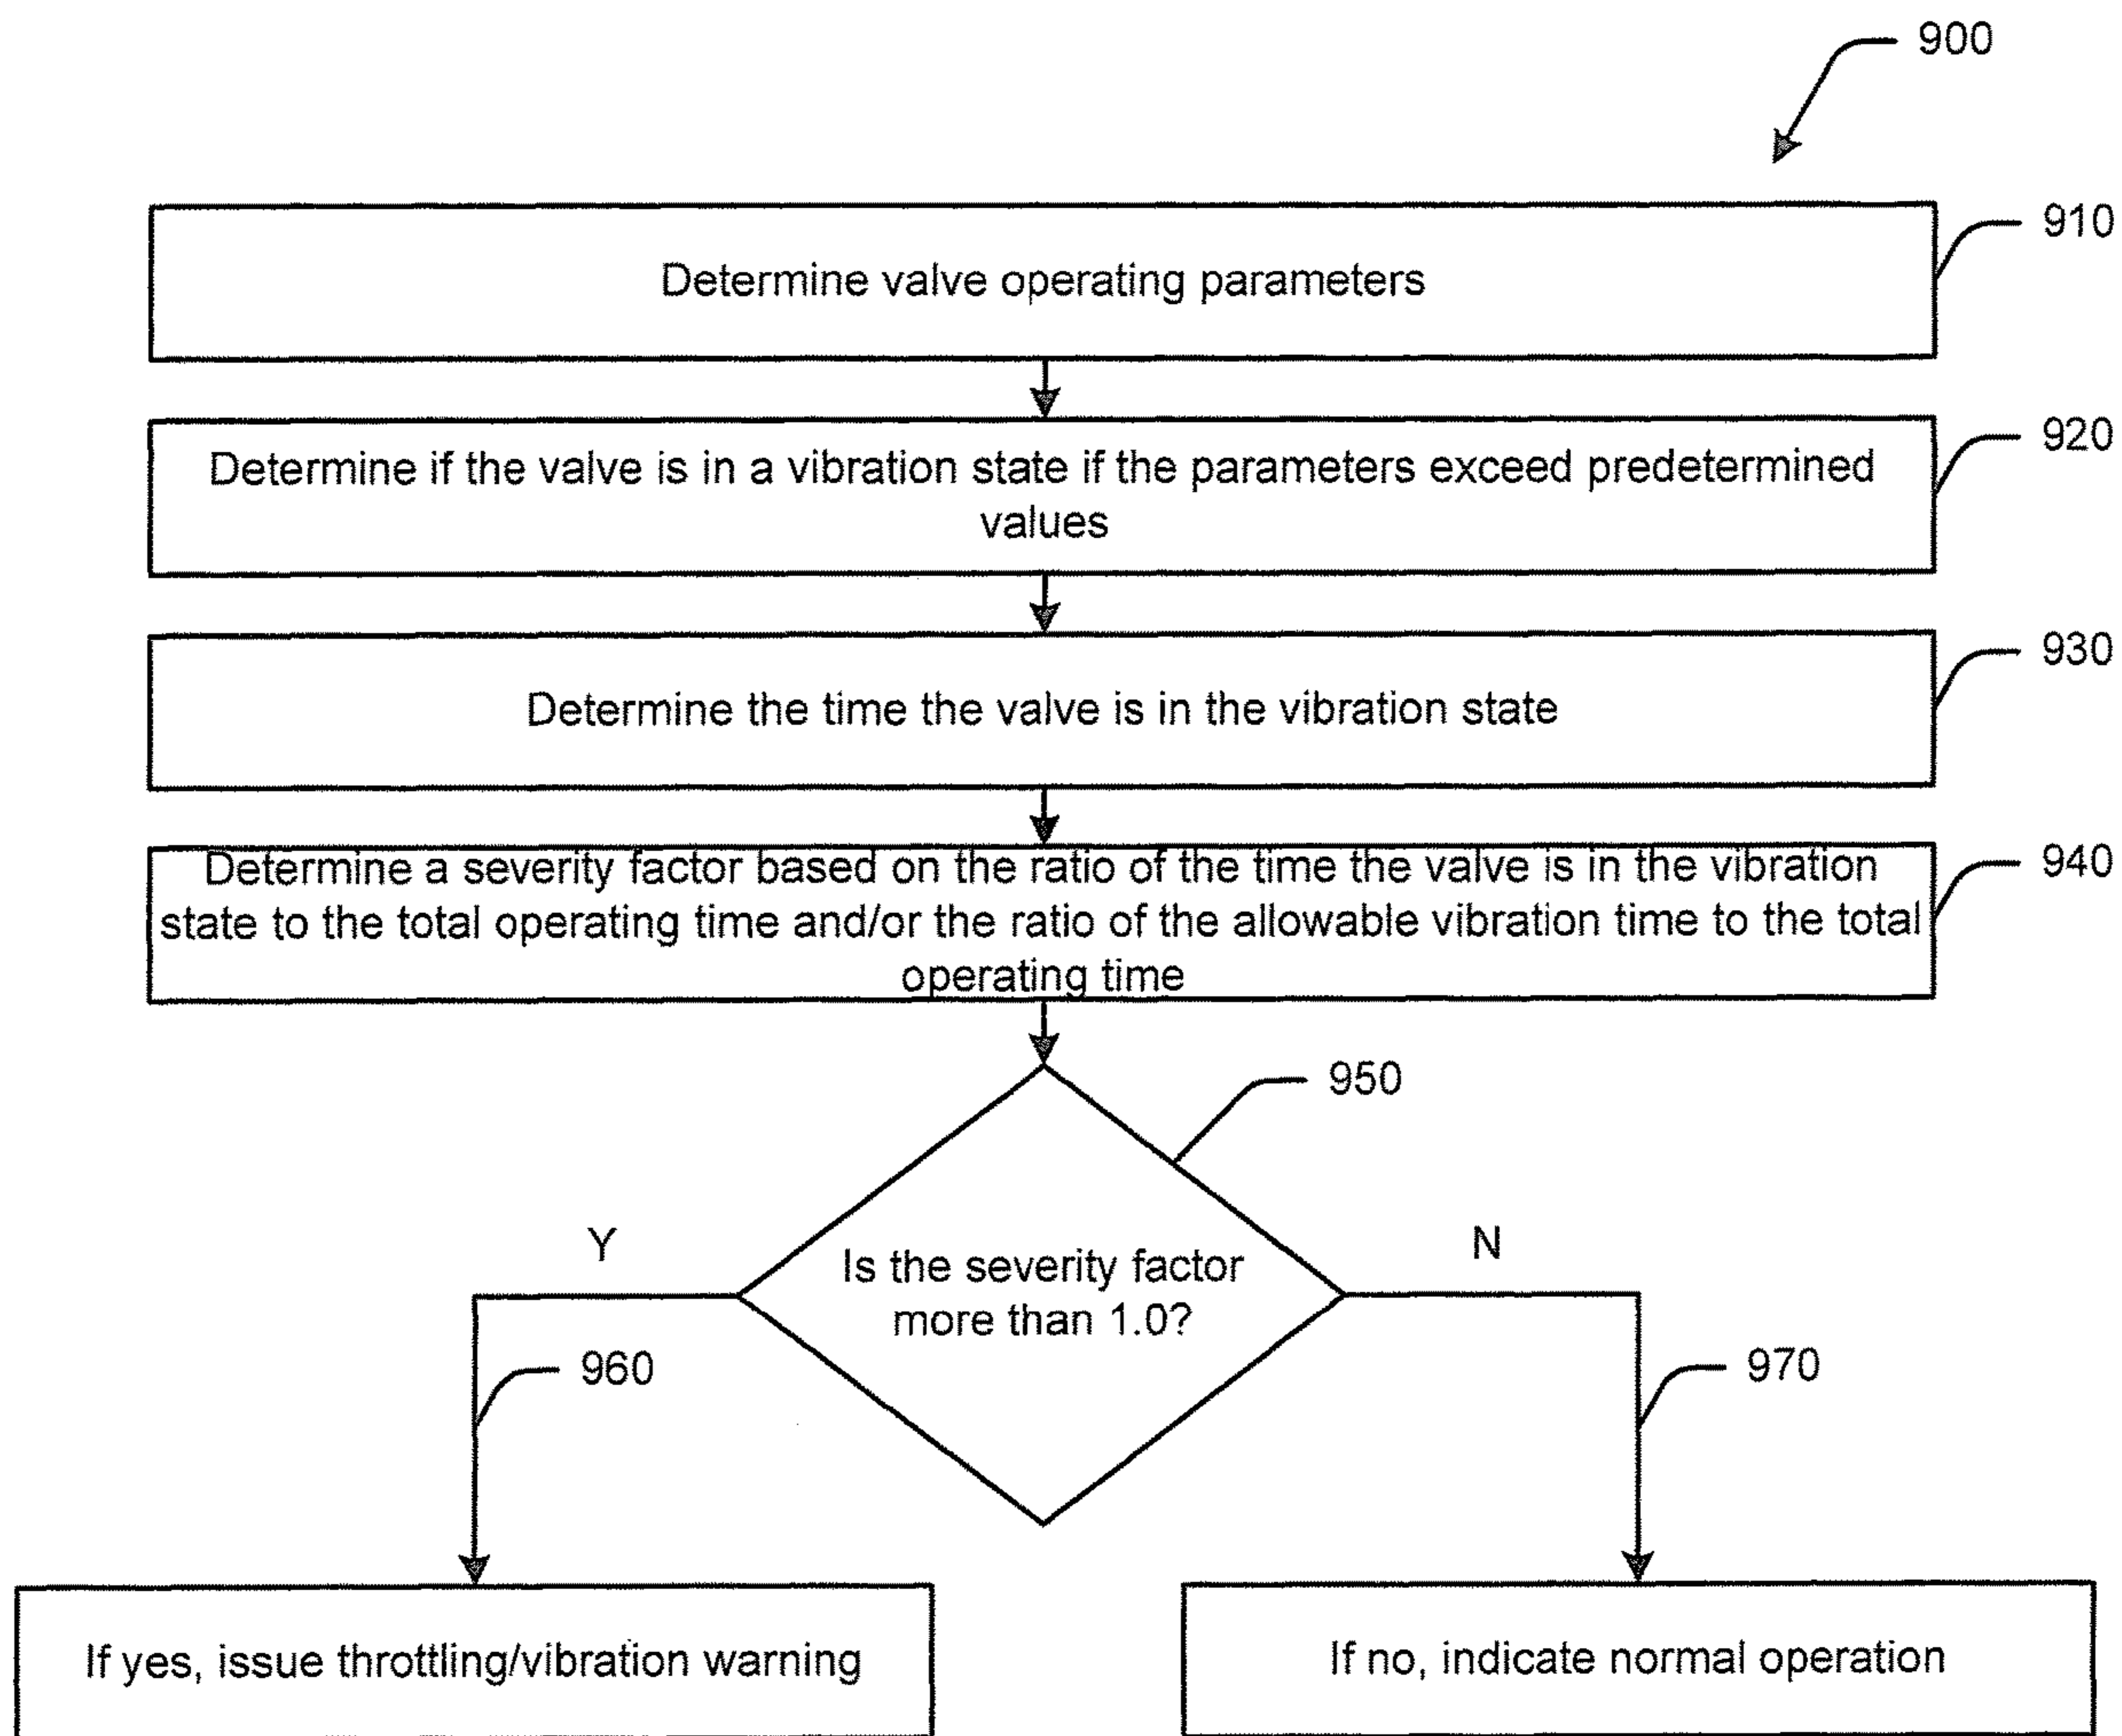 900
910
Determine valve operating parameters
920
Determine if the valve is in a vibration state if the parameters exceed predetermined
values
930
Determine the time the valve is in the vibration state
940
Determine a severity factor based on the ratio of the time the valve is in the vibration
state to the total operating time and/or the ratio of the allowable vibration time to the total
operating time
950
Y
N
Is the severity factor
more than 1.0?
960
970
If yes, issue throttling/vibration warning
If no, indicate normal operation